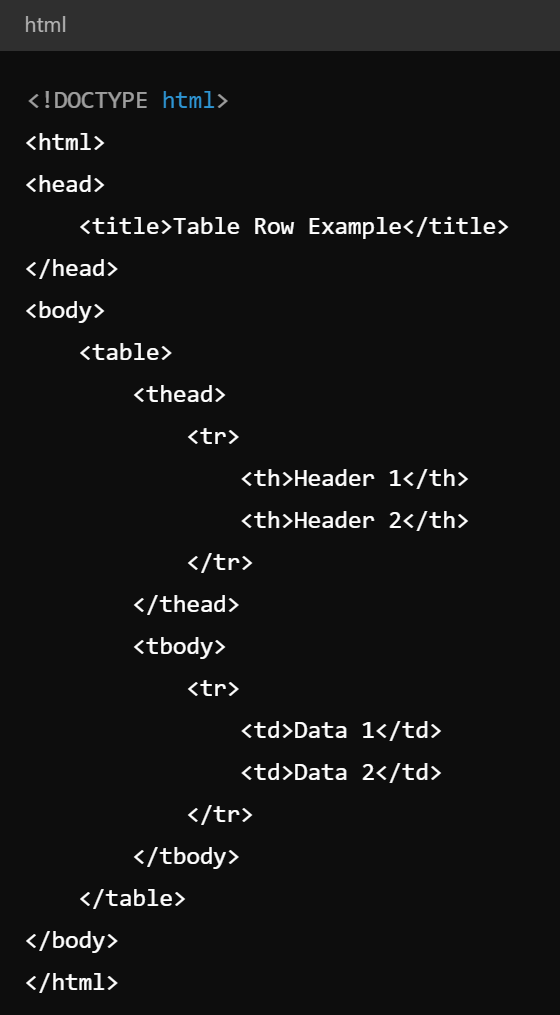 html
<!DOCTYPE html>
<html>
<head>
    <title>Table Row Example</title>
</head>
<body>
    <table>
        <thead>
            <tr>
                <th>Header 1</th>
                <th>Header 2</th>
            </tr>
        </thead>
        <tbody>
            <tr>
                <td>Data 1</td>
                <td>Data 2</td>
            </tr>
        </tbody>
    </table>
</body>
</html>